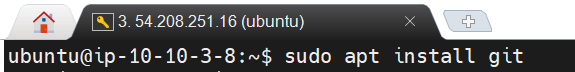 3. 54.208.251.16 (ubuntu)
ubuntu@ip-10-10-3-8:~$ sudo apt install git